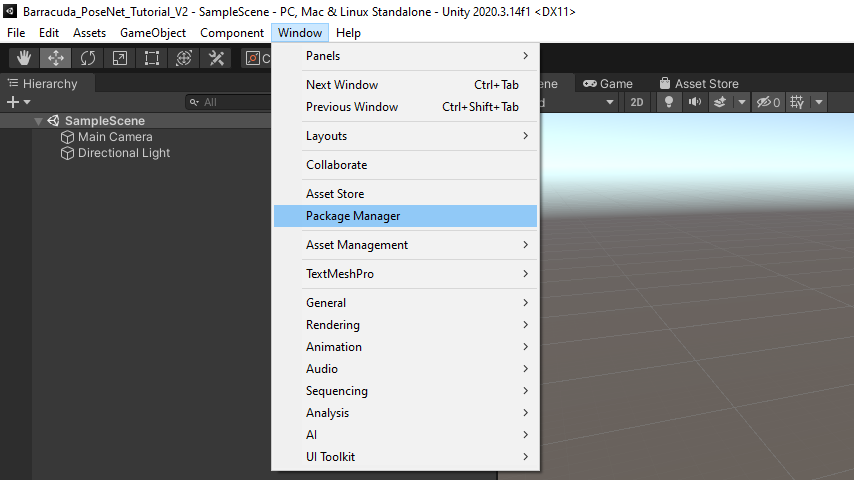 Barracuda_PoseNet_Tutorial_V2 - SampleScene - PC, Mac & Linux Standalone - Unity 2020.3.14f1 <DX11>
File Edit Assets GameObject Component Window Help
Hierarchy
All
SampleScene
Main Camera
Directional Light
Panels
Next Window Ctrl+Tab
Previous Window Ctrl+Shift+Tab
Layouts
Collaborate
Asset Store
Package Manager
Asset Management
TextMeshPro
General
Rendering
Animation
Audio
Sequencing
Analysis
AI
UI Toolkit
Game Asset Store
2D 0